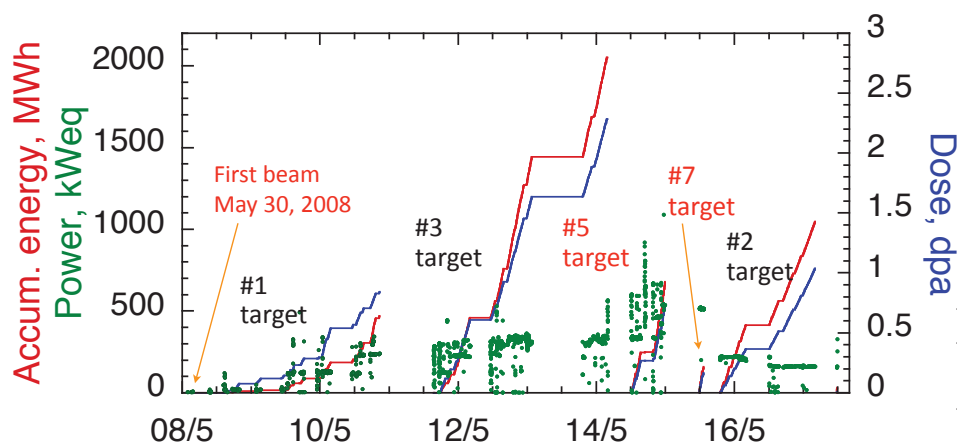 Accum. energy, MWh
Power, kWeq
2000
1500
1000
500
0
First beam
May 30, 2008
#1
target
#3
target
#5
target
#7
target
#2
target
3
2.5
2
1.5
1
0.5
0
Dose, dpa
08/5
10/5
12/5
14/5
16/5